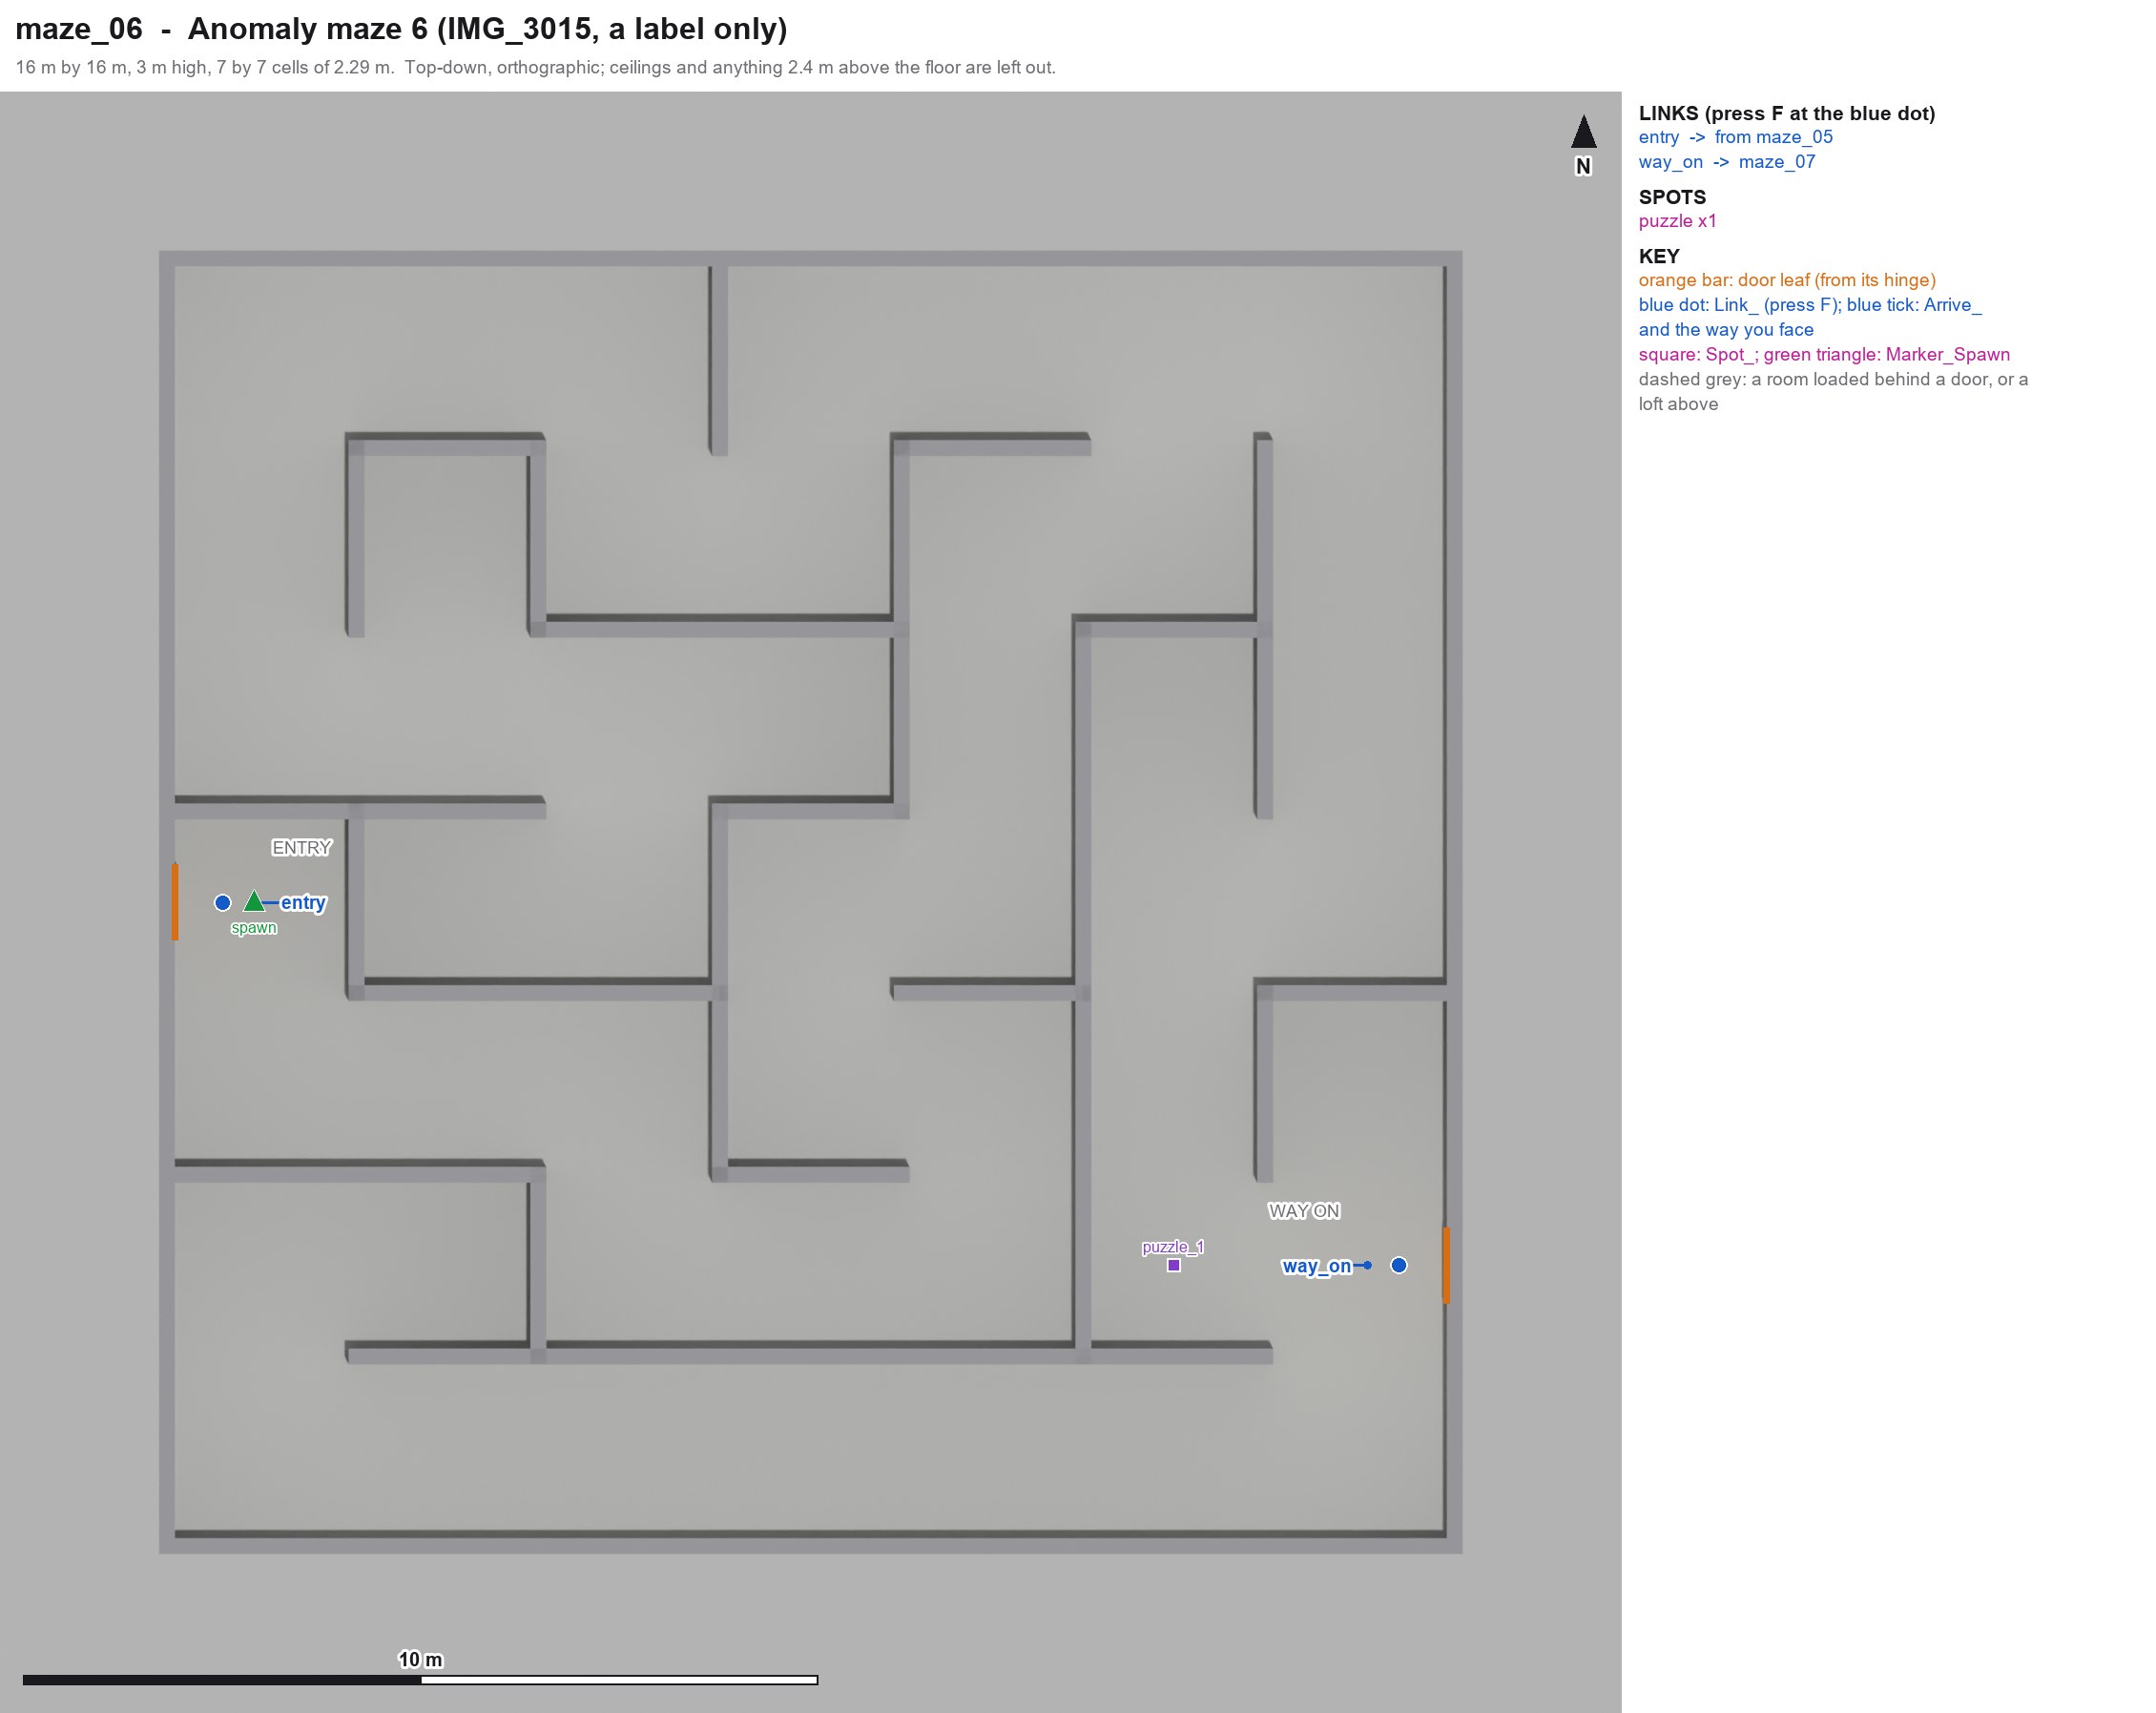 maze_06  -  Anomaly maze 6 (IMG_3015, a label only)
16 m by 16 m, 3 m high, 7 by 7 cells of 2.29 m.  Top-down, orthographic; ceilings and anything 2.4 m above the floor are left out.
LINKS (press F at the blue dot)
entry  ->  from maze_05
way_on  ->  maze_07
SPOTS
puzzle x1
KEY
orange bar: door leaf (from its hinge)
blue dot: Link_ (press F); blue tick: Arrive_
and the way you face
square: Spot_; green triangle: Marker_Spawn
dashed grey: a room loaded behind a door, or a
loft above
N
ENTRY
entry
spawn
WAY ON
puzzle_1
way_on
10 m